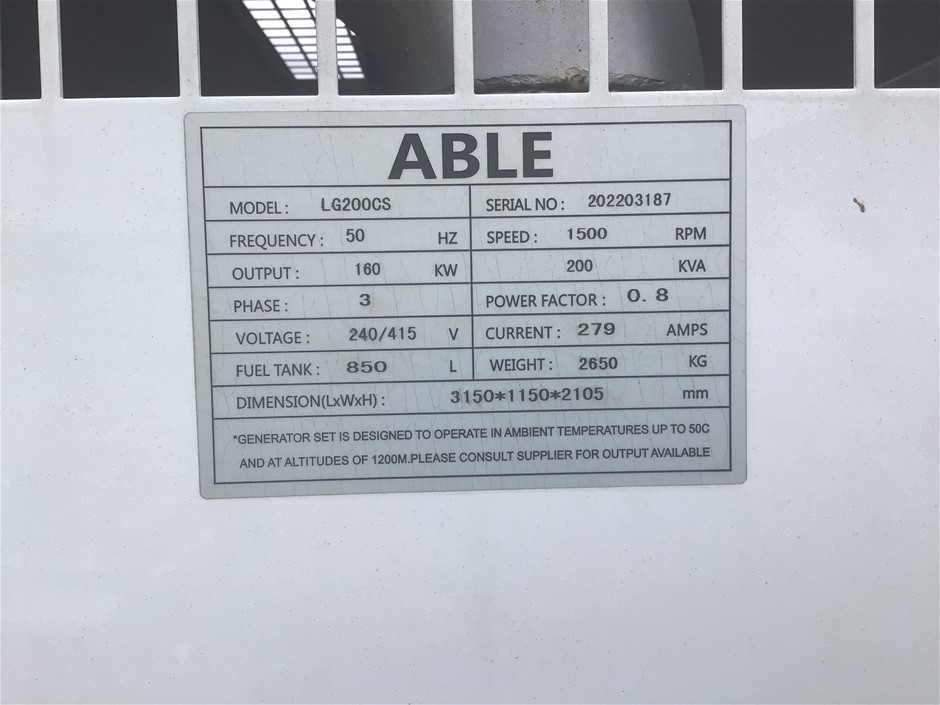 ABLE
MODEL: LG200CS SERIAL NO: 202203187
FREQUENCY: 50 HZ SPEED: 1500 RPM
OUTPUT: 160 KW 200 KVA
PHASE: 3 POWER FACTOR: 0.8
VOLTAGE: 240/415 V CURRENT: 279 AMPS
FUEL TANK: 850 L WEIGHT: 2650 KG
DIMENSION(LxWxH): 3150*1150*2105 mm
*GENERATOR SET IS DESIGNED TO OPERATE IN AMBIENT TEMPERATURES UP TO 50C
AND AT ALTITUDES OF 1200M.PLEASE CONSULT SUPPLIER FOR OUTPUT AVAILABLE